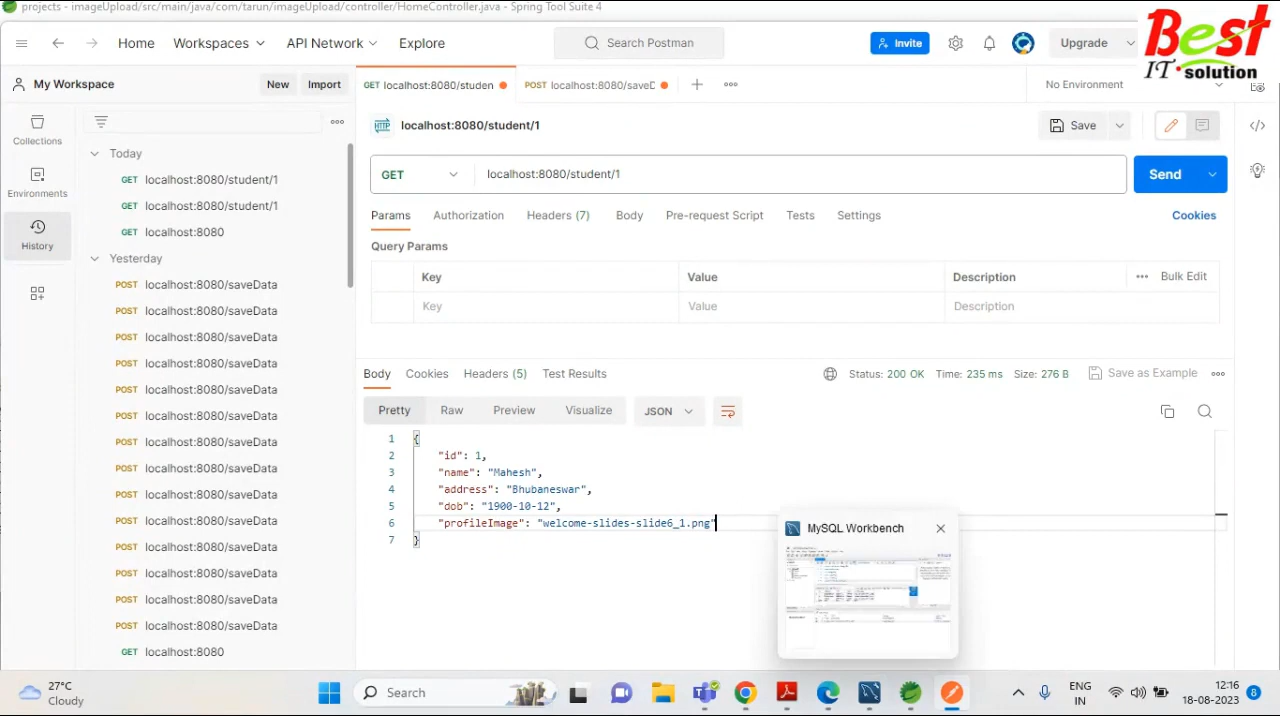 projects - imageUpload/src/main/java/com/tarun/imageUpload/controller/HomeController.java - Spring Tool Suite 4
Best
IT solution
Home Workspaces API Network Explore Search Postman Invite Upgrade
My Workspace New Import GET localhost:8080/studen POST localhost:8080/saveD No Environment
Collections
Environments
History
Today
GET localhost:8080/student/1
GET localhost:8080/student/1
GET localhost:8080
Yesterday
POST localhost:8080/saveData
POST localhost:8080/saveData
POST localhost:8080/saveData
POST localhost:8080/saveData
POST localhost:8080/saveData
POST localhost:8080/saveData
POST localhost:8080/saveData
POST localhost:8080/saveData
POST localhost:8080/saveData
POST localhost:8080/saveData
POST localhost:8080/saveData
POST localhost:8080/saveData
POST localhost:8080/saveData
POST localhost:8080/saveData
GET localhost:8080
HTTP localhost:8080/student/1 Save
GET localhost:8080/student/1 Send
Params Authorization Headers (7) Body Pre-request Script Tests Settings Cookies
Query Params
Key Value Description Bulk Edit
Key Value Description
Body Cookies Headers (5) Test Results Status: 200 OK Time: 235 ms Size: 276 B Save as Example
Pretty Raw Preview Visualize JSON
1 {
2 "id": 1,
3 "name": "Mahesh",
4 "address": "Bhubaneswar",
5 "dob": "1900-10-12",
6 "profileImage": "welcome-slides-slide6_1.png"
7 }
MySQL Workbench
27°C
Cloudy
Search
ENG
IN
12:16
18-08-2023
8